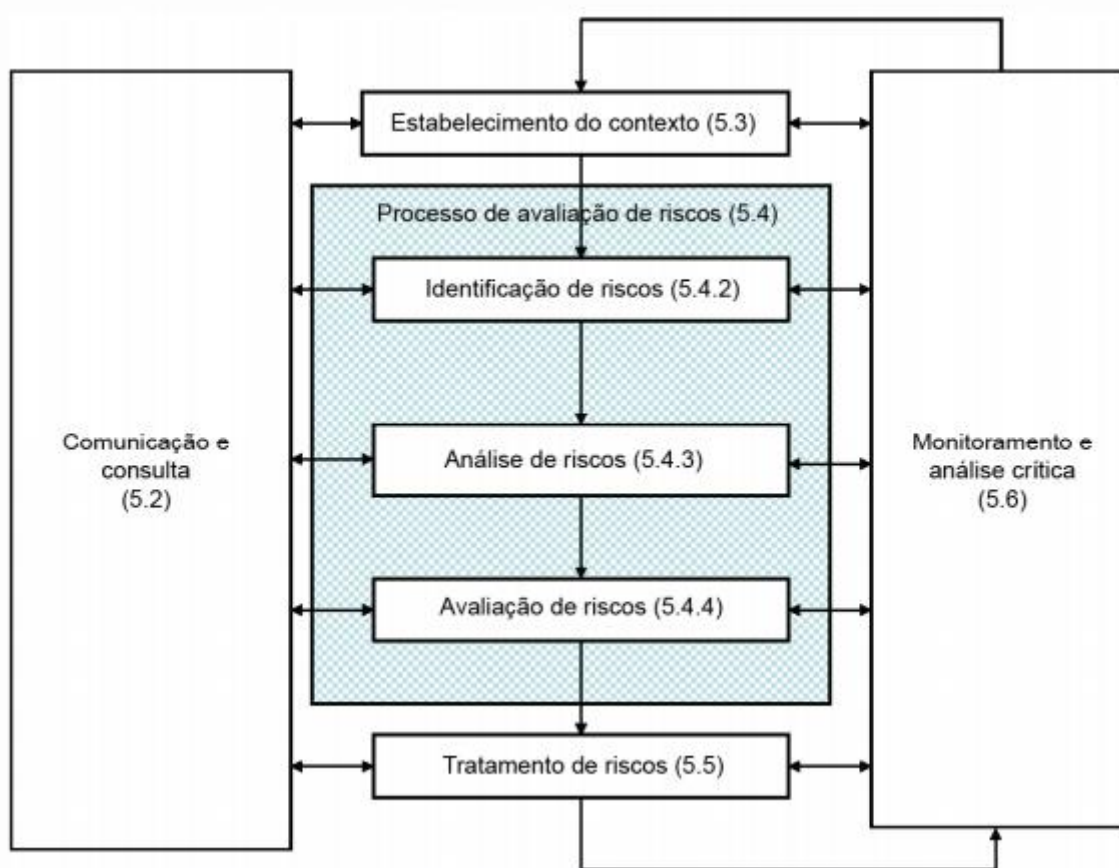 Estabelecimento do contexto (5.3)
Processo de avaliação de riscos (5.4)
Identificação de riscos (5.4.2)
Comunicação e
consulta
(5.2)
Análise de riscos (5.4.3)
Monitoramento e
análise crítica
(5.6)
Avaliação de riscos (5.4.4)
Tratamento de riscos (5.5)